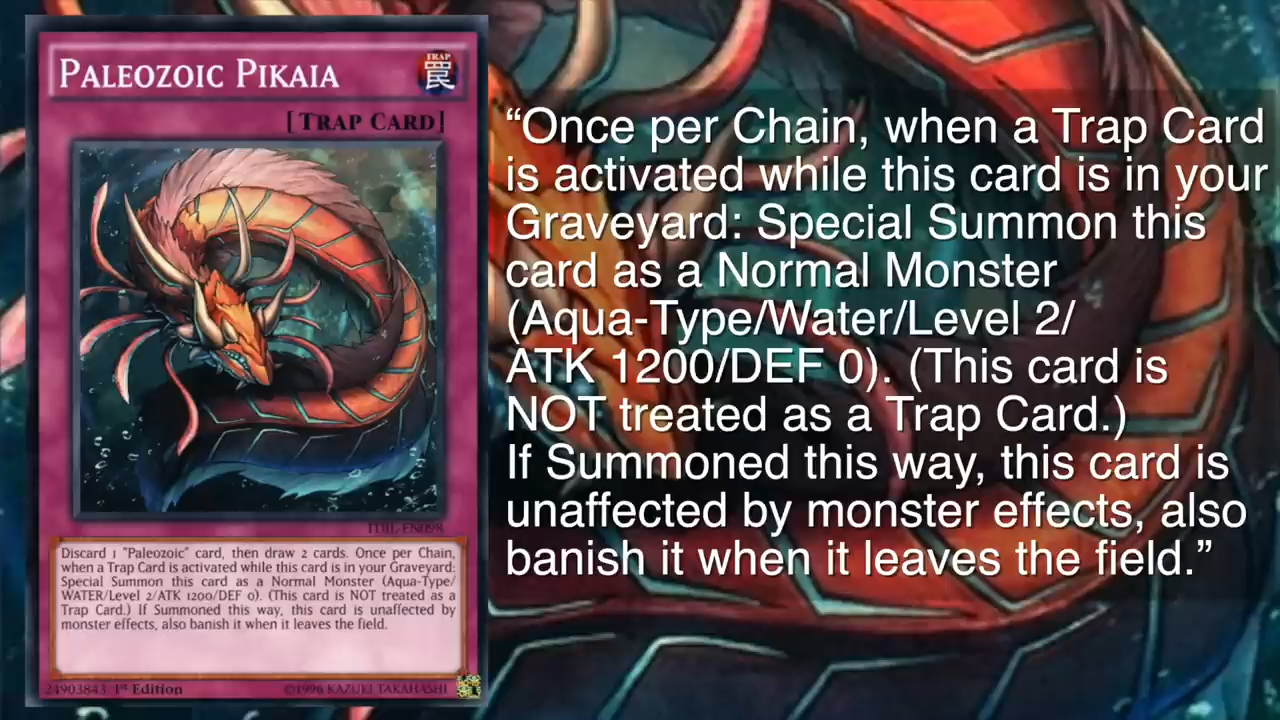 PALEOZOIC PIKAIA
TRAP
罠
[TRAP CARD]
TDIL-EN098
Discard 1 "Paleozoic" card, then draw 2 cards. Once per Chain,
when a Trap Card is activated while this card is in your Graveyard:
Special Summon this card as a Normal Monster (Aqua-Type/
WATER/Level 2/ATK 1200/DEF 0). (This card is NOT treated as a
Trap Card.) If Summoned this way, this card is unaffected by
monster effects, also banish it when it leaves the field.
24903843 1st Edition
©1996 KAZUKI TAKAHASHI
“Once per Chain, when a Trap Card
is activated while this card is in your
Graveyard: Special Summon this
card as a Normal Monster
(Aqua-Type/Water/Level 2/
ATK 1200/DEF 0). (This card is
NOT treated as a Trap Card.)
If Summoned this way, this card is
unaffected by monster effects, also
banish it when it leaves the field.”